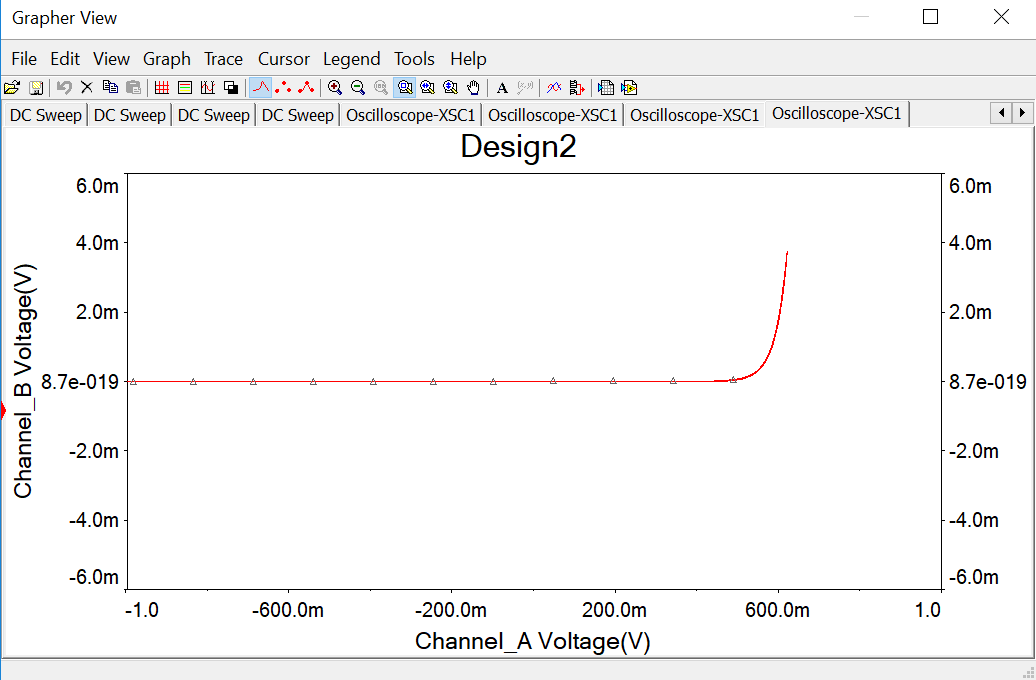 Grapher View
File Edit View Graph Trace Cursor Legend Tools Help
A
DC Sweep DC Sweep DC Sweep DC Sweep Oscilloscope-XSC1 Oscilloscope-XSC1 Oscilloscope-XSC1 Oscilloscope-XSC1
Design2
Channel_B Voltage(V)
6.0m 6.0m
4.0m 4.0m
2.0m 2.0m
8.7e-019 8.7e-019
-2.0m -2.0m
-4.0m -4.0m
-6.0m -6.0m
-1.0 -600.0m -200.0m 200.0m 600.0m 1.0
Channel_A Voltage(V)